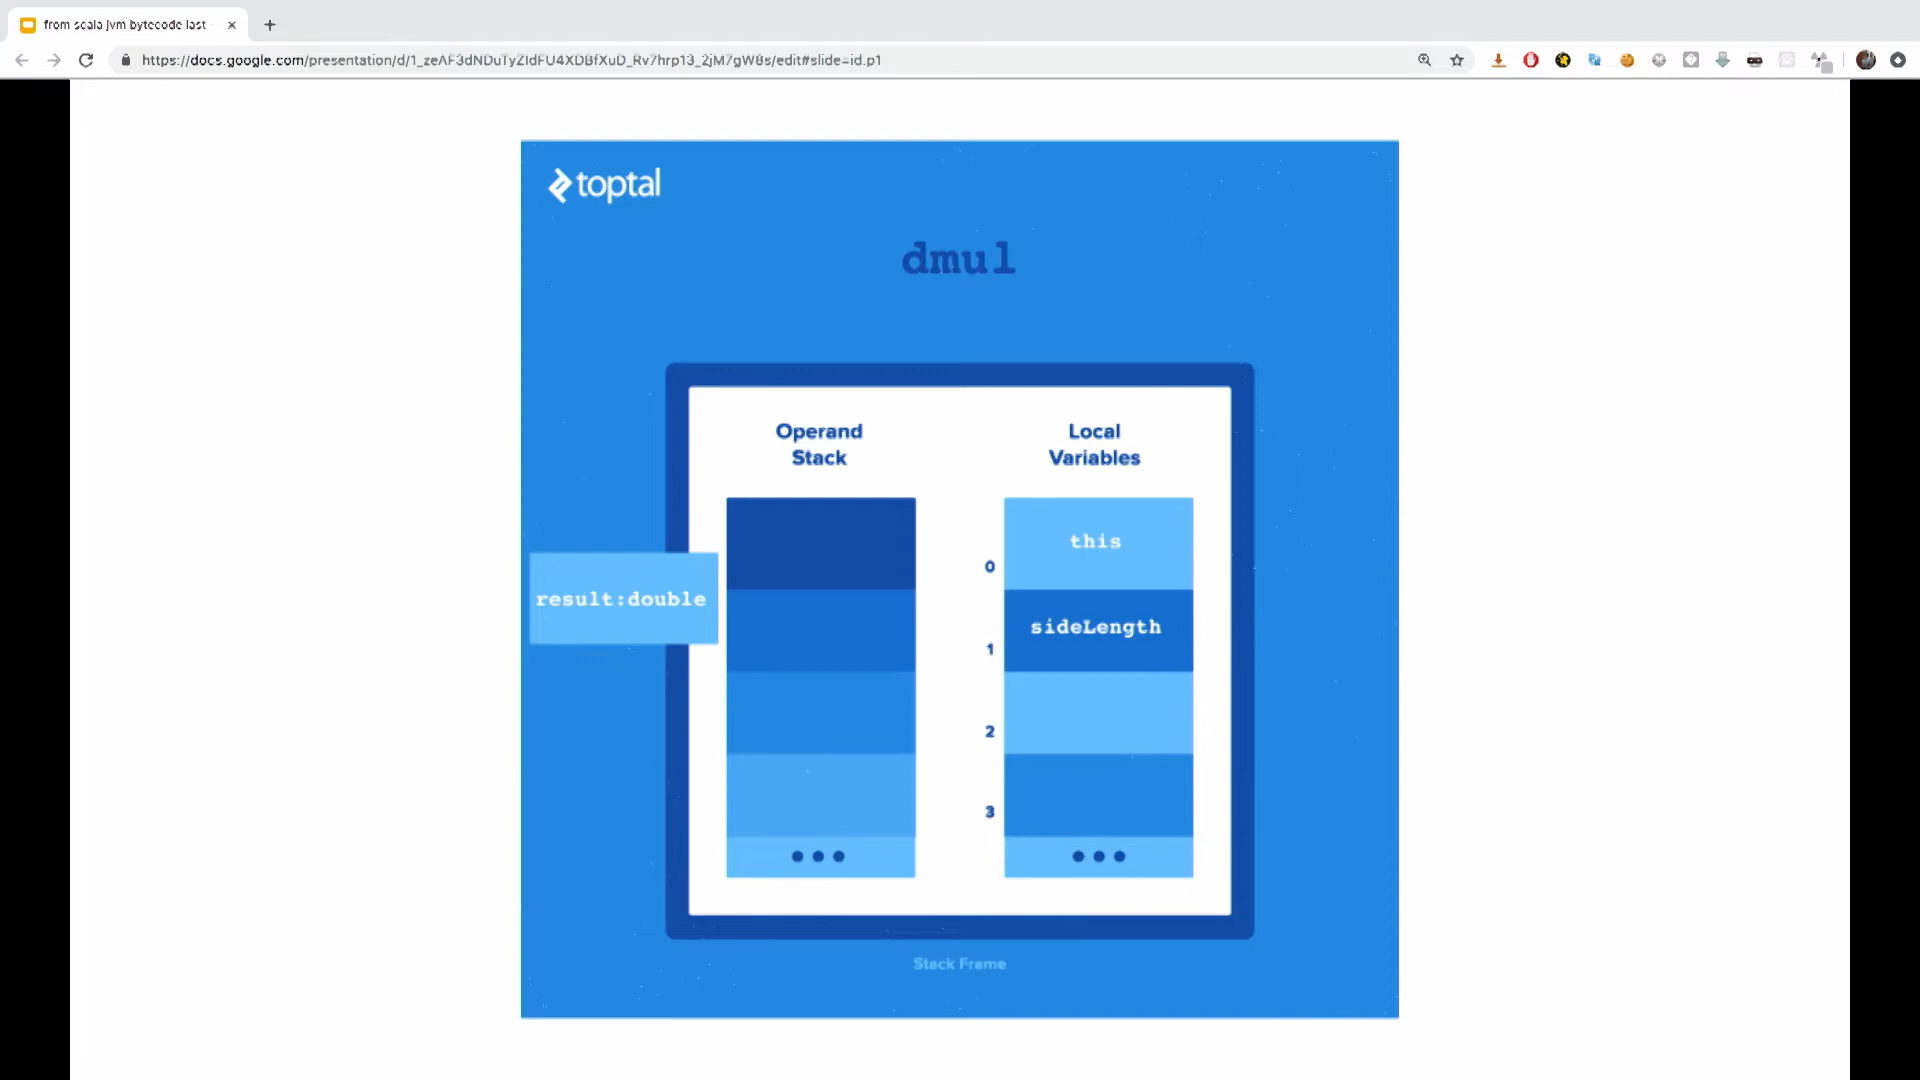 from scala jvm bytecode last
https://docs.google.com/presentation/d/1_zeAF3dNDuTyZIdFU4XDBfXuD_Rv7hrp13_2jM7gW8s/edit#slide=id.p1
toptal
dmul
Operand
Stack
Local
Variables
this
0
result:double
sideLength
1
2
3
Stack Frame